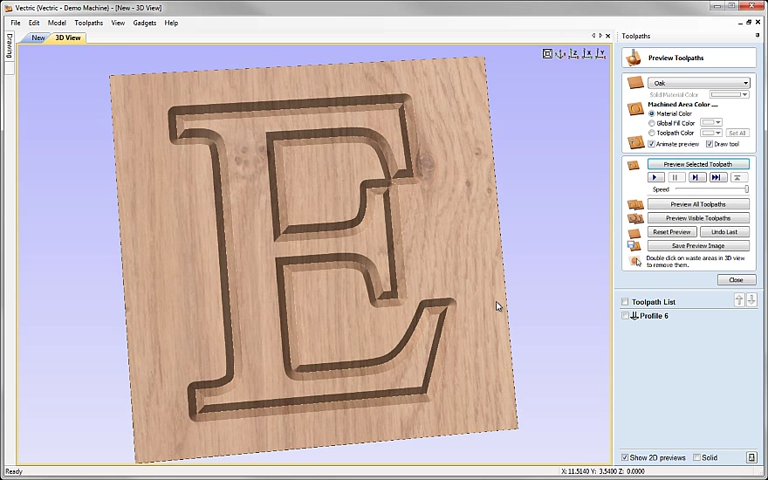 Vectric (Vectric - Demo Machine) - [New - 3D View]
File Edit Model Toolpaths View Gadgets Help
Toolpaths
Drawing
New 3D View
Preview Toolpaths
Oak
Solid Material Color
Machined Area Color ....
Material Color
Global Fill Color
Toolpath Color Set All
Animate preview Draw tool
Preview Selected Toolpath
Speed
Preview All Toolpaths
Preview Visible Toolpaths
Reset Preview Undo Last
Save Preview Image
Double click on waste areas in 3D view
to remove them.
Close
E
Toolpath List
Profile 6
Show 2D previews Solid
Ready
X: 11.5140 Y: 3.5400 Z: 0.0000